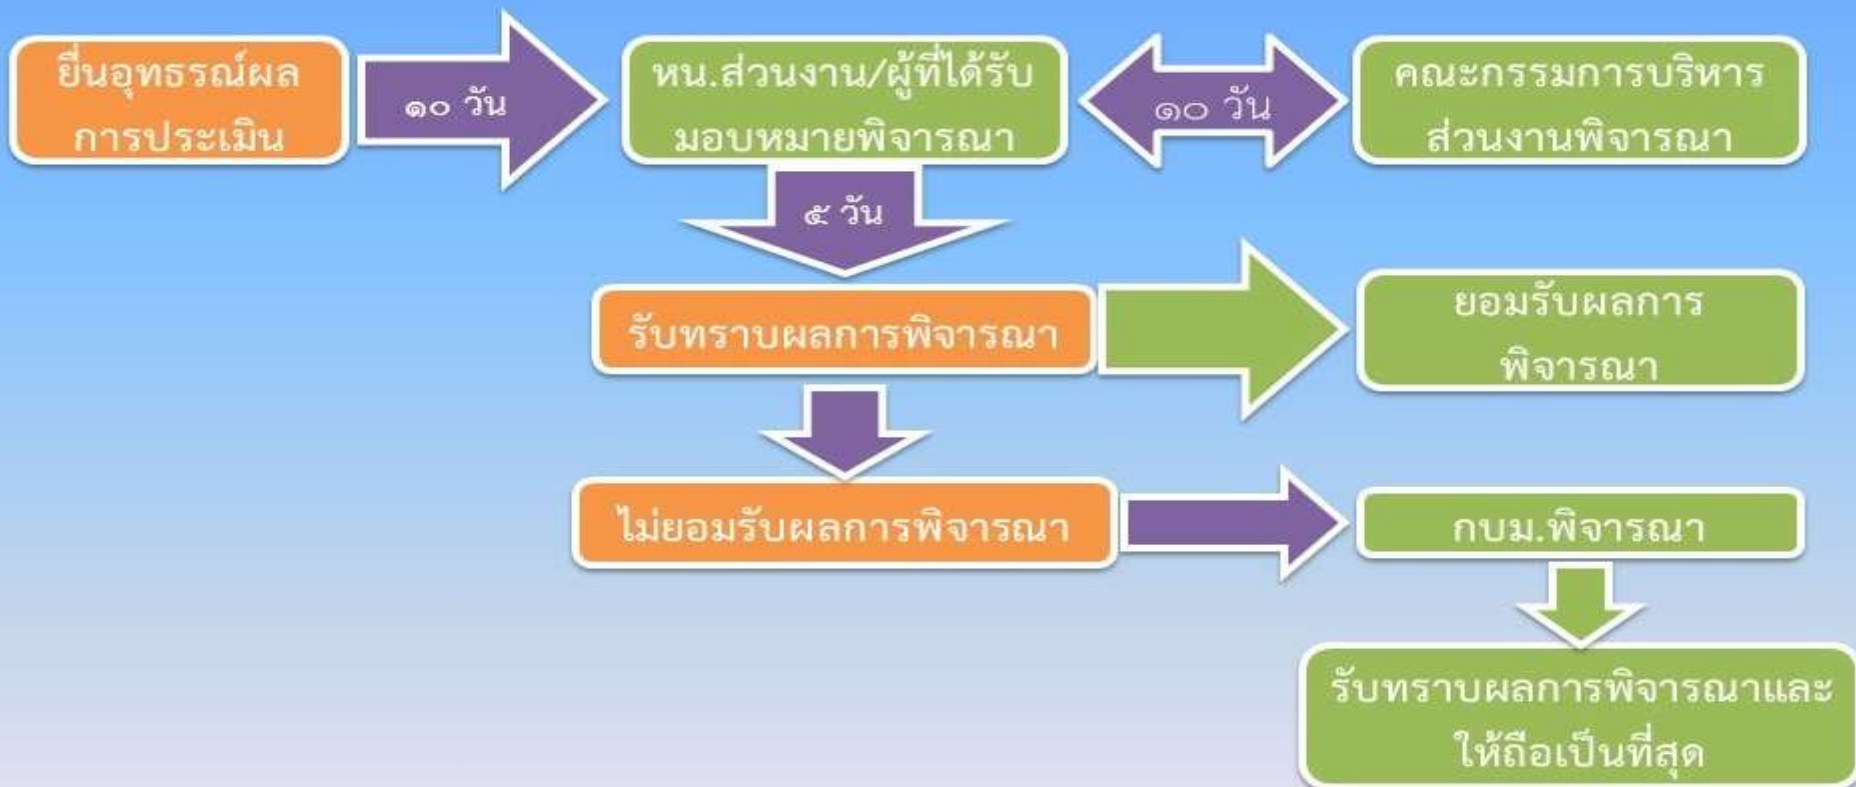 ยื่นอุทธรณ์ผล
การประเมิน
๑๐ วัน
หน.ส่วนงาน/ผู้ที่ได้รับ
มอบหมายพิจารณา
๑๐ วัน
คณะกรรมการบริหาร
ส่วนงานพิจารณา
๕ วัน
รับทราบผลการพิจารณา
ยอมรับผลการ
พิจารณา
ไม่ยอมรับผลการพิจารณา
กบม.พิจารณา
รับทราบผลการพิจารณาและ
ให้ถือเป็นที่สุด